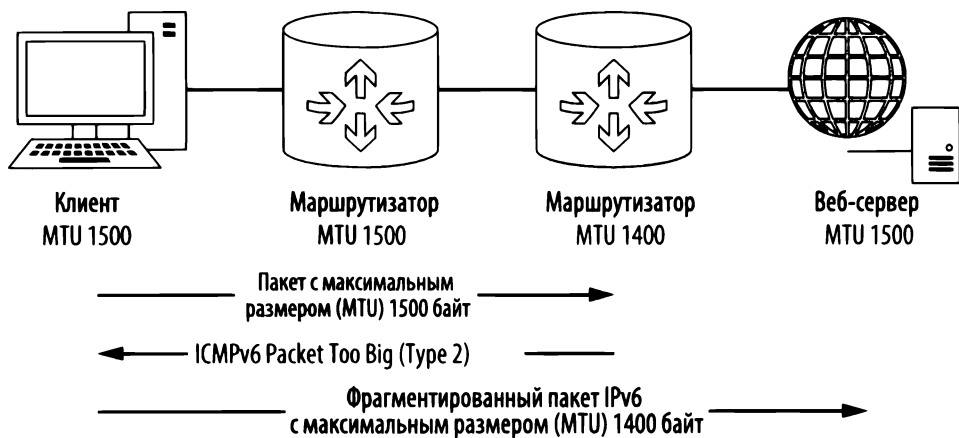 Клиент
MTU 1500
Маршрутизатор
MTU 1500
Маршрутизатор
MTU 1400
Веб-сервер
MTU 1500
Пакет с максимальным
размером (MTU) 1500 байт
ICMPv6 Packet Too Big (Type 2)
Фрагментированный пакет IPv6
с максимальным размером (MTU) 1400 байт